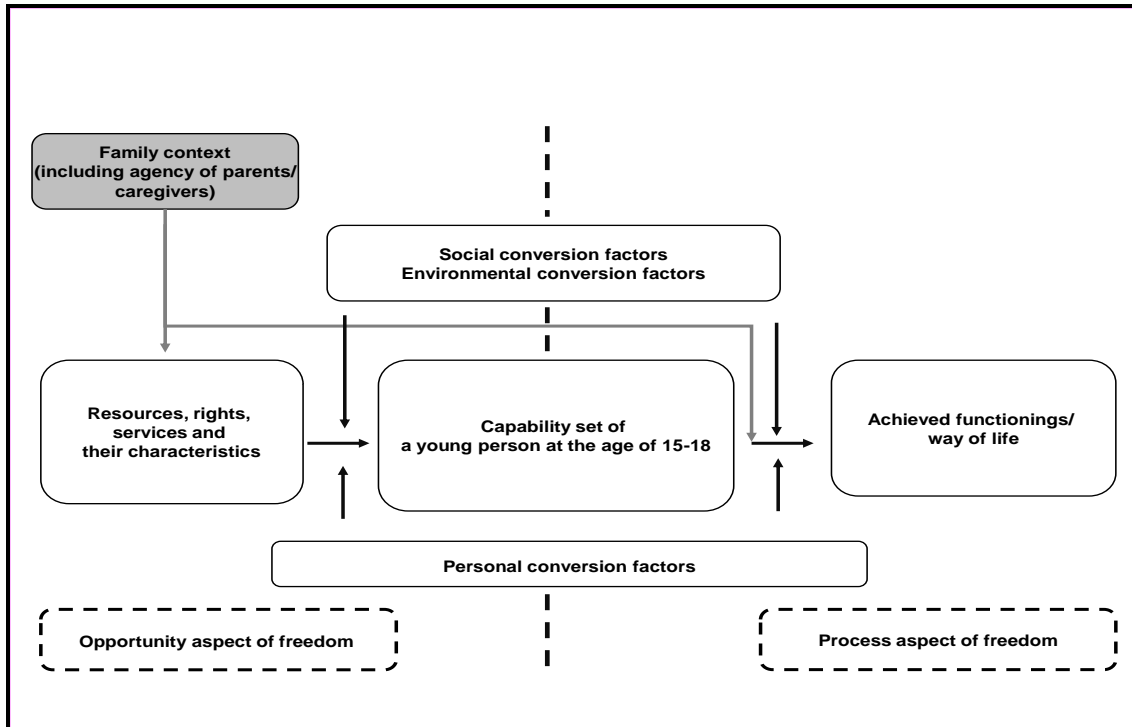 Family context
(including agency of parents/
caregivers)
Social conversion factors
Environmental conversion factors
Resources, rights,
services and
their characteristics
Capability set of
a young person at the age of 15-18
Achieved functionings/
way of life
Personal conversion factors
Opportunity aspect of freedom
Process aspect of freedom